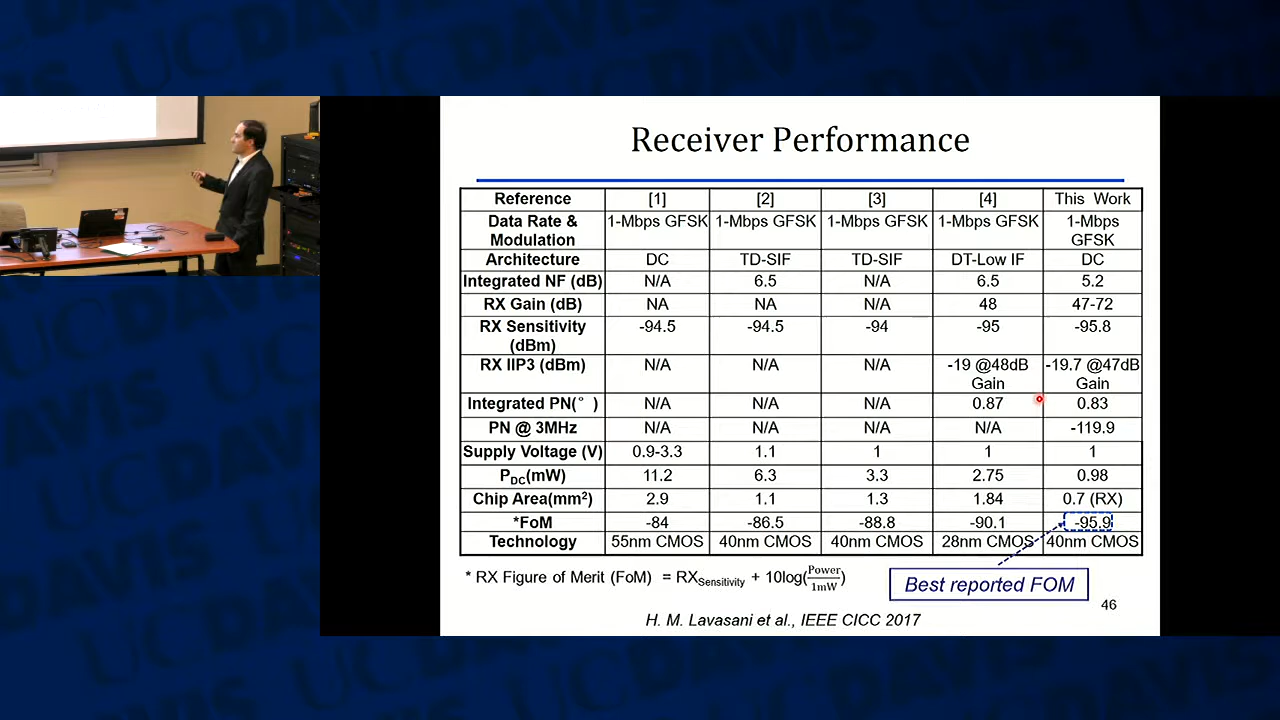 UC DAVIS
Receiver Performance
Reference [1] [2] [3] [4] This Work
Data Rate & Modulation 1-Mbps GFSK 1-Mbps GFSK 1-Mbps GFSK 1-Mbps GFSK 1-Mbps GFSK
Architecture DC TD-SIF TD-SIF DT-Low IF DC
Integrated NF (dB) N/A 6.5 N/A 6.5 5.2
RX Gain (dB) NA NA N/A 48 47-72
RX Sensitivity (dBm) -94.5 -94.5 -94 -95 -95.8
RX IIP3 (dBm) N/A N/A N/A -19 @48dB Gain -19.7 @47dB Gain
Integrated PN(° ) N/A N/A N/A 0.87 0.83
PN @ 3MHz N/A N/A N/A N/A -119.9
Supply Voltage (V) 0.9-3.3 1.1 1 1 1
PDC(mW) 11.2 6.3 3.3 2.75 0.98
Chip Area(mm²) 2.9 1.1 1.3 1.84 0.7 (RX)
*FoM -84 -86.5 -88.8 -90.1 -95.9
Technology 55nm CMOS 40nm CMOS 40nm CMOS 28nm CMOS 40nm CMOS
* RX Figure of Merit (FoM) = RXSensitivity + 10log(Power/1mW)
Best reported FOM
46
H. M. Lavasani et al., IEEE CICC 2017